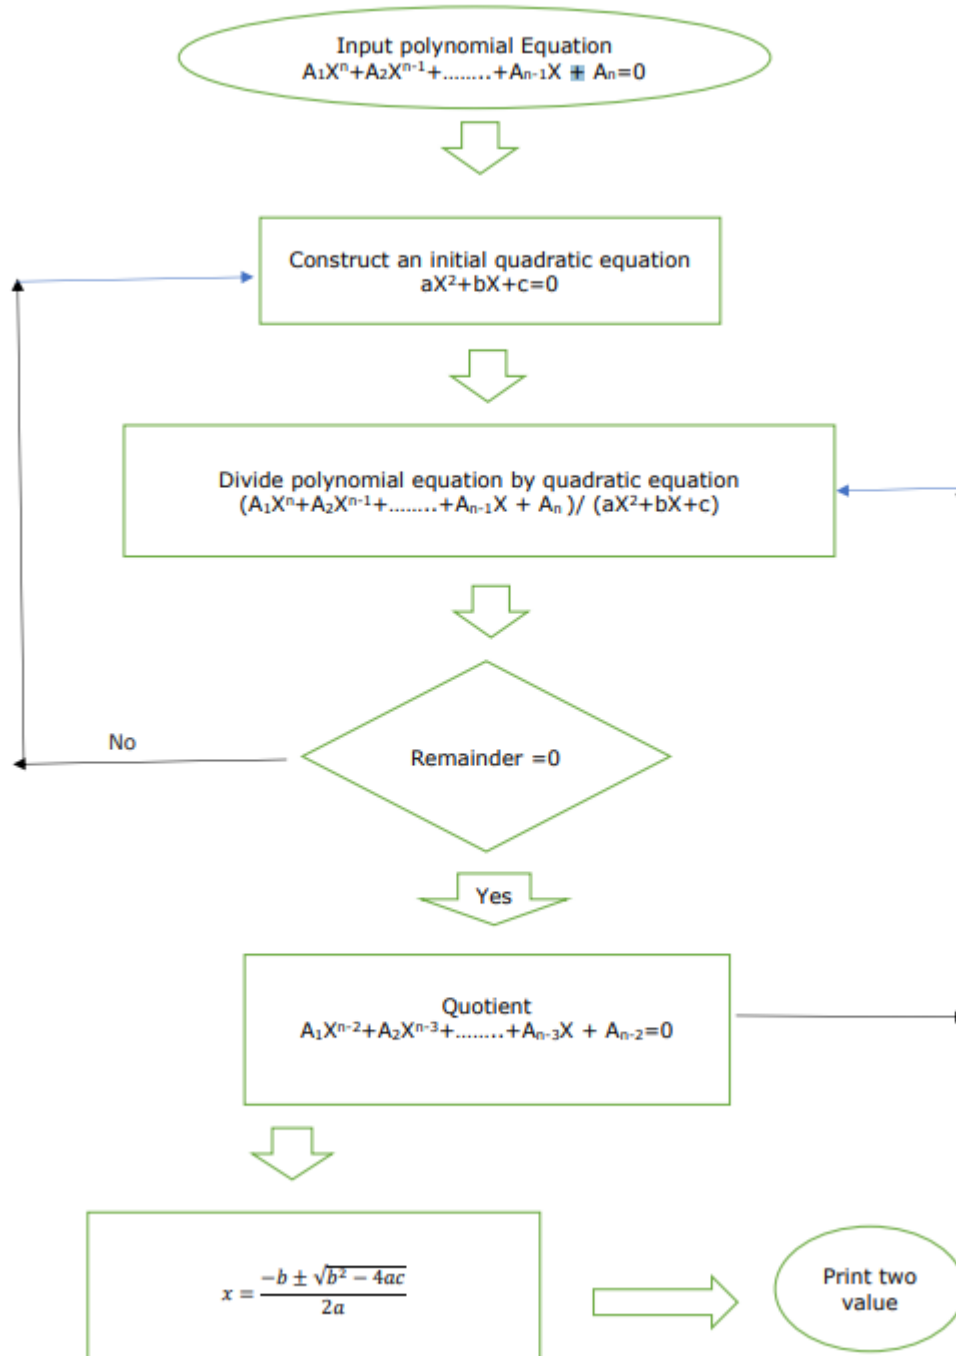 Input polynomial Equation
A₁Xⁿ+A₂Xⁿ⁻¹+........+Aₙ₋₁X + Aₙ=0
Construct an initial quadratic equation
aX²+bX+c=0
Divide polynomial equation by quadratic equation
(A₁Xⁿ+A₂Xⁿ⁻¹+........+Aₙ₋₁X + Aₙ )/ (aX²+bX+c)
No
Remainder =0
Yes
Quotient
A₁Xⁿ⁻²+A₂Xⁿ⁻³+........+Aₙ₋₃X + Aₙ₋₂=0
x = (-b ± √(b² − 4ac)) / 2a
Print two
value